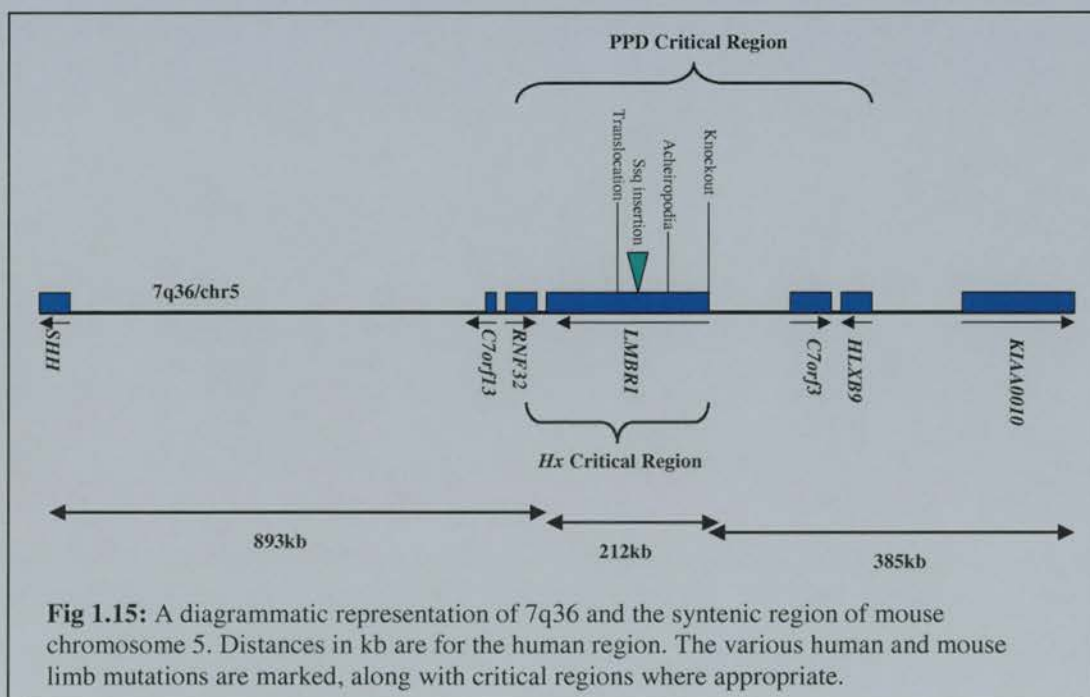 PPD Critical Region
Translocation
Ssq insertion
Acheiropodia
Knockout
7q36/chr5
SHH
C7orf13
RNF32
LMBR1
C7orf3
HLXB9
KIAA0010
Hx Critical Region
893kb
212kb
385kb
Fig 1.15: A diagrammatic representation of 7q36 and the syntenic region of mouse
chromosome 5. Distances in kb are for the human region. The various human and mouse
limb mutations are marked, along with critical regions where appropriate.